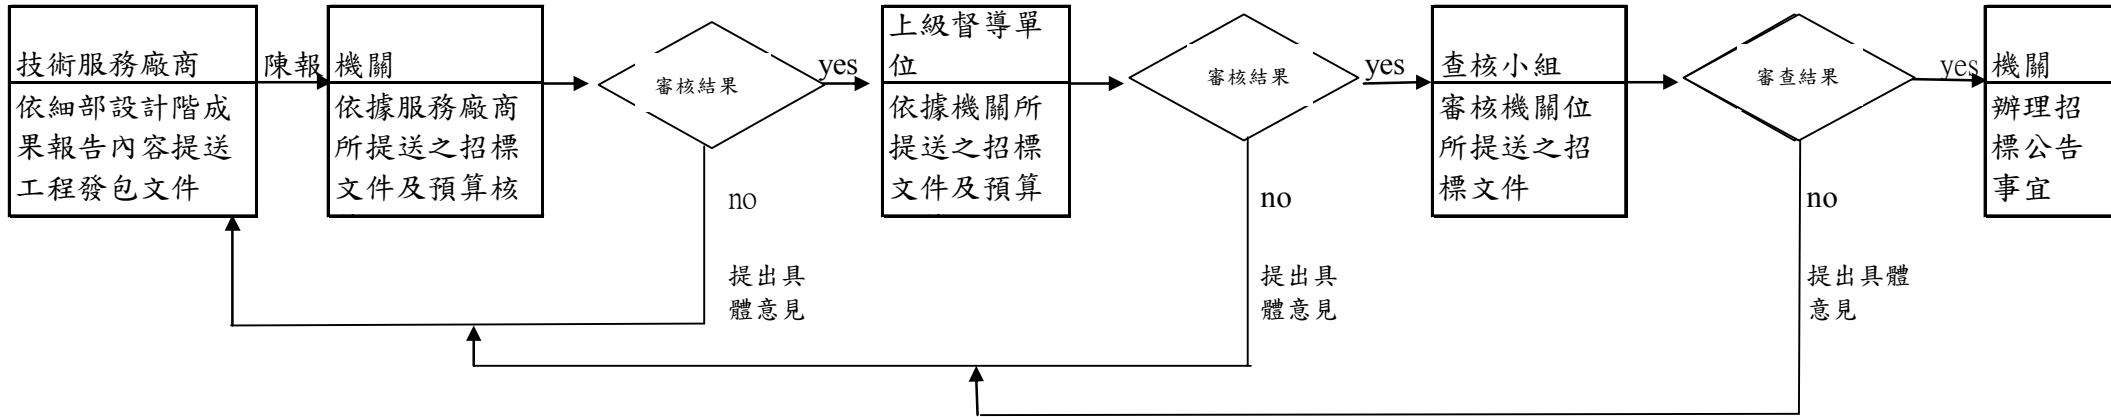 技術服務廠商
依細部設計階成
果報告內容提送
工程發包文件
陳報
機關
依據服務廠商
所提送之招標
文件及預算核
審核結果
yes
no
提出具
體意見
上級督導單
位
依據機關所
提送之招標
文件及預算
審核結果
yes
no
提出具
體意見
查核小組
審核機關位
所提送之招
標文件
審查結果
yes
no
提出具體
意見
機關
辦理招
標公告
事宜